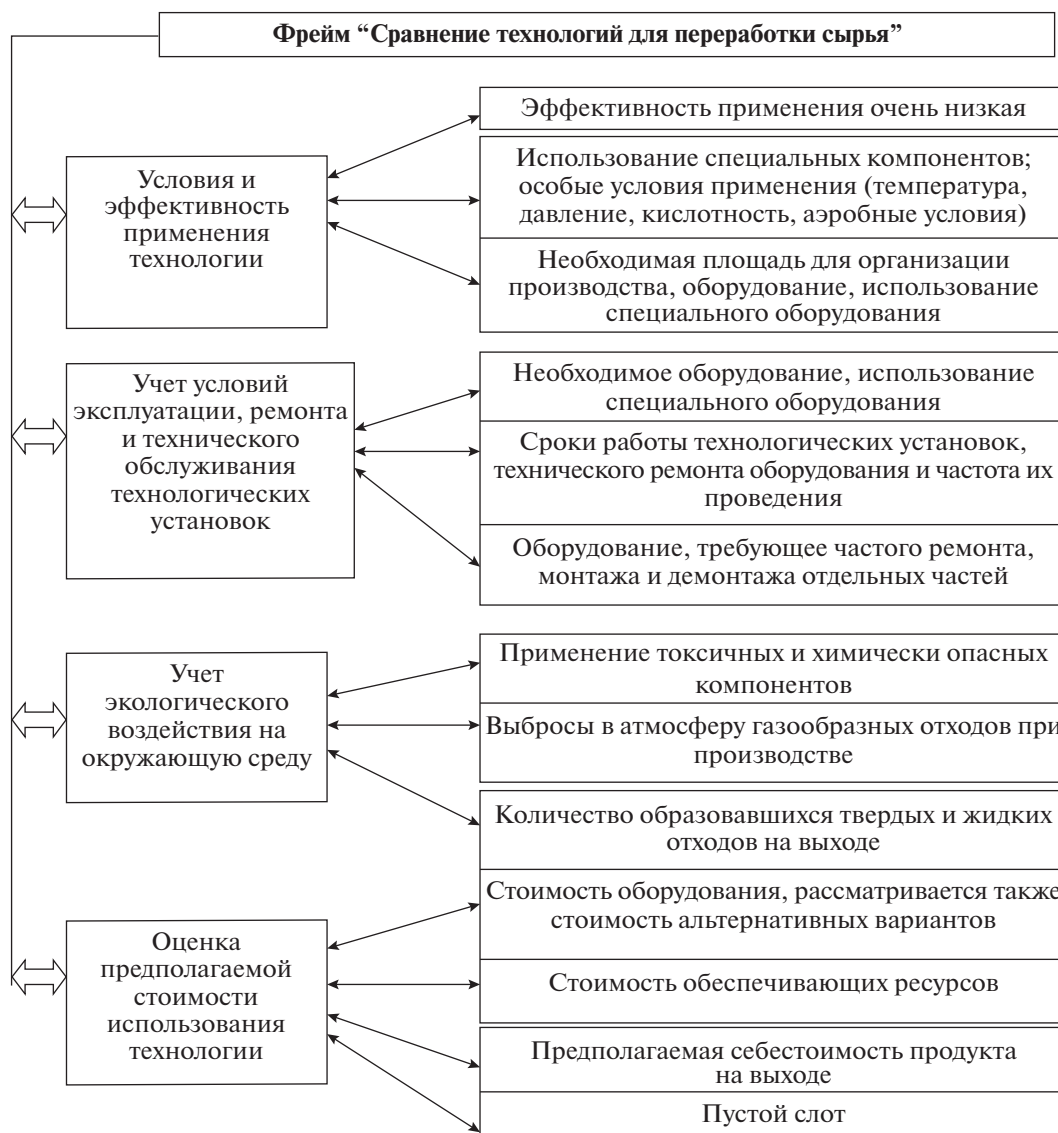 Фрейм “Сравнение технологий для переработки сырья”
Условия и
эффективность
применения
технологии
Эффективность применения очень низкая
Использование специальных компонентов;
особые условия применения (температура,
давление, кислотность, аэробные условия)
Необходимая площадь для организации
производства, оборудование, использование
специального оборудования
Учет условий
эксплуатации, ремонта
и технического
обслуживания
технологических
установок
Необходимое оборудование, использование
специального оборудования
Сроки работы технологических установок,
технического ремонта оборудования и частота их
проведения
Оборудование, требующее частого ремонта,
монтажа и демонтажа отдельных частей
Учет
экологического
воздействия на
окружающую среду
Применение токсичных и химически опасных
компонентов
Выбросы в атмосферу газообразных отходов при
производстве
Количество образовавшихся твердых и жидких
отходов на выходе
Оценка
предполагаемой
стоимости
использования
технологии
Стоимость оборудования, рассматривается также
стоимость альтернативных вариантов
Стоимость обеспечивающих ресурсов
Предполагаемая себестоимость продукта
на выходе
Пустой слот